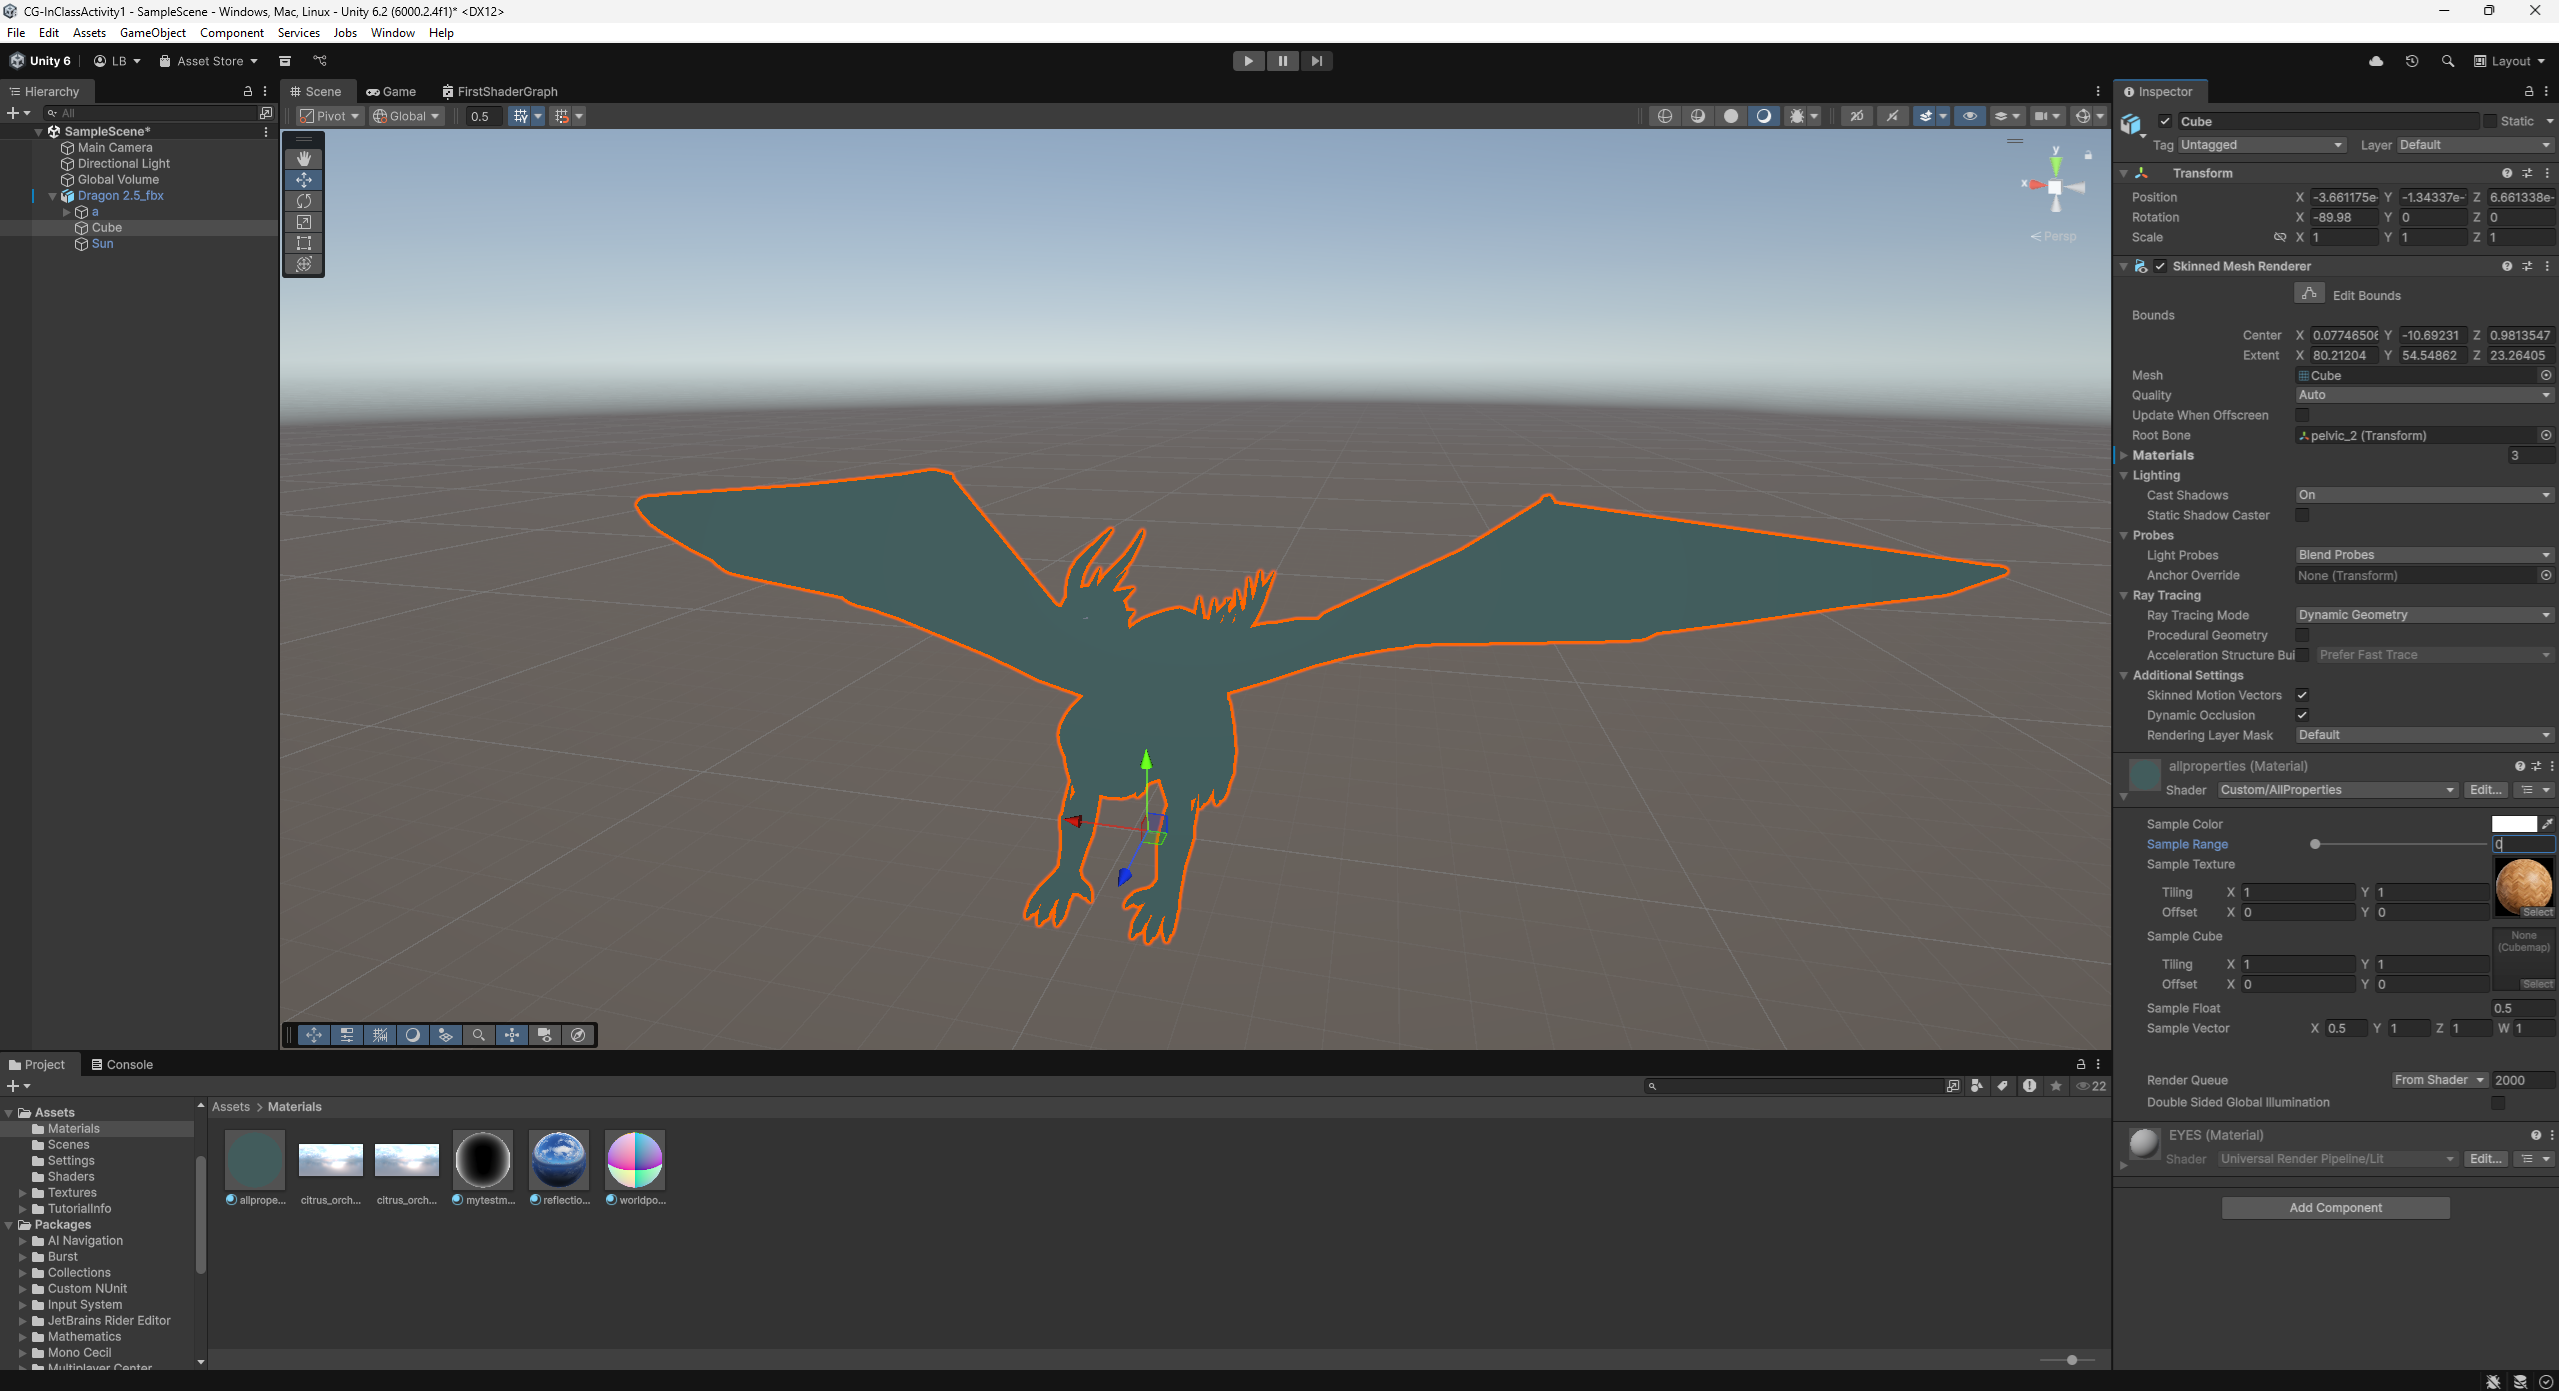 CG-InClassActivity1 - SampleScene - Windows, Mac, Linux - Unity 6.2 (6000.2.4f1)* <DX12>
File Edit Assets GameObject Component Services Jobs Window Help
Unity 6 LB Asset Store Layout
Hierarchy
All
SampleScene*
Main Camera
Directional Light
Global Volume
Dragon 2.5_fbx
a
Cube
Sun
Scene Game FirstShaderGraph
Pivot Global 0.5 2D
y
x
Persp
Inspector
Cube Static
Tag Untagged Layer Default
Transform
Position X -3.661175e- Y -1.34337e- Z 6.661338e-
Rotation X -89.98 Y 0 Z 0
Scale X 1 Y 1 Z 1
Skinned Mesh Renderer
Edit Bounds
Bounds
Center X 0.07746506 Y -10.69231 Z 0.9813547
Extent X 80.21204 Y 54.54862 Z 23.26405
Mesh Cube
Quality Auto
Update When Offscreen
Root Bone pelvic_2 (Transform)
Materials 3
Lighting
Cast Shadows On
Static Shadow Caster
Probes
Light Probes Blend Probes
Anchor Override None (Transform)
Ray Tracing
Ray Tracing Mode Dynamic Geometry
Procedural Geometry
Acceleration Structure Bui Prefer Fast Trace
Additional Settings
Skinned Motion Vectors
Dynamic Occlusion
Rendering Layer Mask Default
allproperties (Material)
Shader Custom/AllProperties Edit...
Sample Color
Sample Range 0
Sample Texture
Tiling X 1 Y 1
Offset X 0 Y 0
Select
Sample Cube
None (Cubemap)
Tiling X 1 Y 1
Offset X 0 Y 0
Select
Sample Float 0.5
Sample Vector X 0.5 Y 1 Z 1 W 1
Render Queue From Shader 2000
Double Sided Global Illumination
EYES (Material)
Shader Universal Render Pipeline/Lit Edit...
Add Component
Project Console
22
Assets
Materials
Scenes
Settings
Shaders
Textures
TutorialInfo
Packages
AI Navigation
Burst
Collections
Custom NUnit
Input System
JetBrains Rider Editor
Mathematics
Mono Cecil
Multiplayer Center
Assets > Materials
allprope... citrus_orch... citrus_orch... mytestm... reflectio... worldpo...